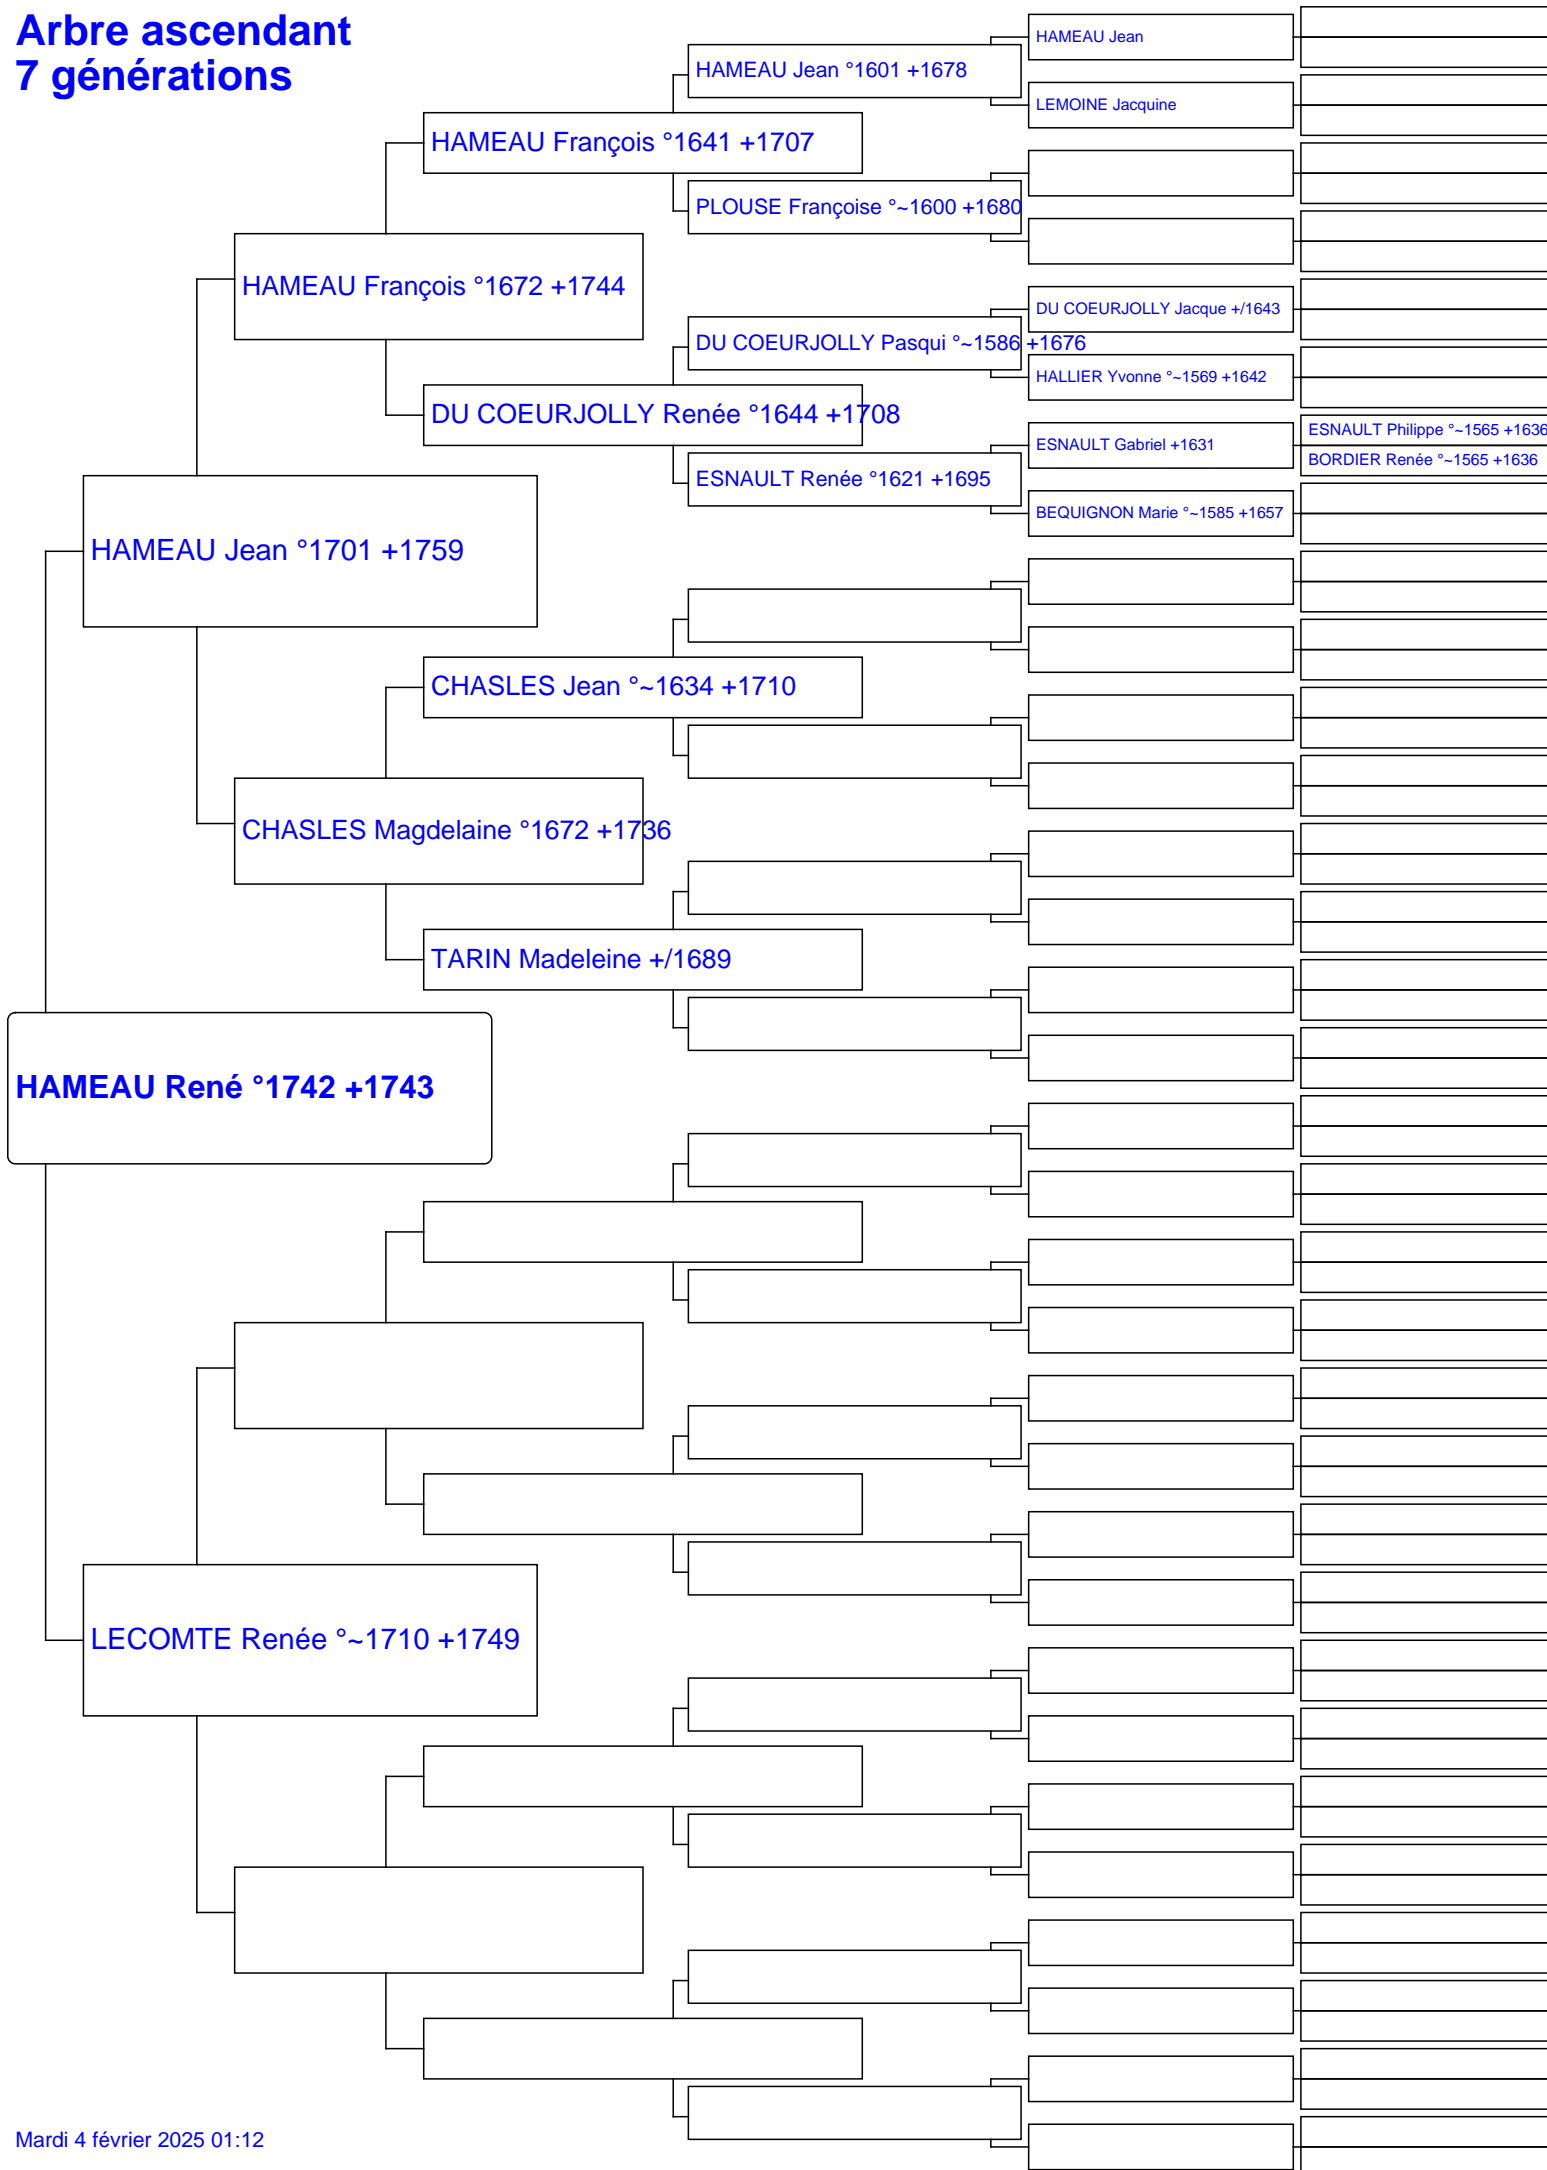 Arbre ascendant
7 générations
HAMEAU Jean
HAMEAU Jean °1601 +1678
LEMOINE Jacquine
HAMEAU François °1641 +1707
PLOUSE Françoise °~1600 +1680
HAMEAU François °1672 +1744
DU COEURJOLLY Jacque +/1643
DU COEURJOLLY Pasqui °~1586 +1676
HALLIER Yvonne °~1569 +1642
DU COEURJOLLY Renée °1644 +1708
ESNAULT Philippe °~1565 +1636
ESNAULT Gabriel +1631
BORDIER Renée °~1565 +1636
ESNAULT Renée °1621 +1695
BEQUIGNON Marie °~1585 +1657
HAMEAU Jean °1701 +1759
CHASLES Jean °~1634 +1710
CHASLES Magdelaine °1672 +1736
TARIN Madeleine +/1689
HAMEAU René °1742 +1743
LECOMTE Renée °~1710 +1749
Mardi 4 février 2025 01:12